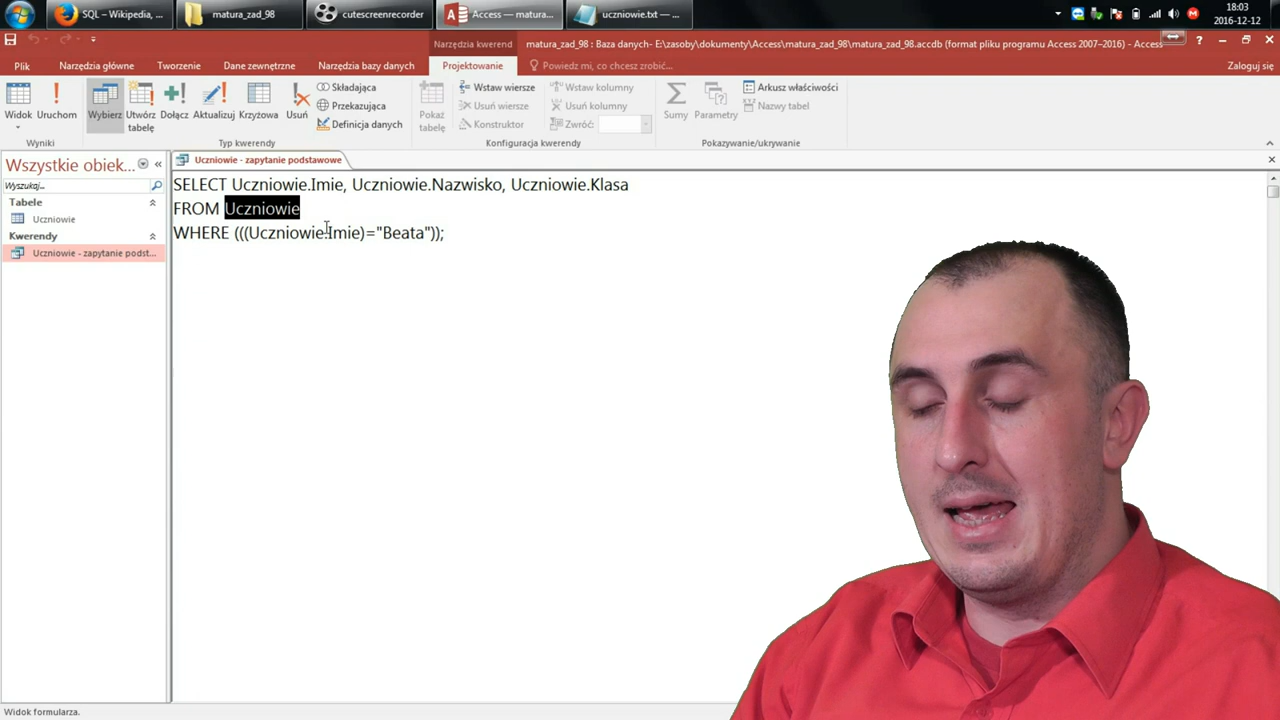 SQL – Wikipedia, ...
matura_zad_98
cutescreenrecorder
Access — matura...
uczniowie.txt — ...
18:03
2016-12-12
Narzędzia kwerend
matura_zad_98 : Baza danych- E:\zasoby\dokumenty\Access\matura_zad_98\matura_zad_98.accdb (format pliku programu Access 2007–2016) - Access
Plik
Narzędzia główne
Tworzenie
Dane zewnętrzne
Narzędzia bazy danych
Projektowanie
Powiedz mi, co chcesz zrobić...
Zaloguj się
Widok
Uruchom
Wybierz
Utwórz tabelę
Dołącz
Aktualizuj
Krzyżowa
Usuń
Składająca
Przekazująca
Definicja danych
Pokaż tabelę
Wstaw wiersze
Usuń wiersze
Konstruktor
Wstaw kolumny
Usuń kolumny
Zwróć:
Sumy
Parametry
Arkusz właściwości
Nazwy tabel
Wyniki
Typ kwerendy
Konfiguracja kwerendy
Pokazywanie/ukrywanie
Wszystkie obiek...
Wyszukaj...
Tabele
Uczniowie
Kwerendy
Uczniowie - zapytanie podst...
Uczniowie - zapytanie podstawowe
SELECT Uczniowie.Imie, Uczniowie.Nazwisko, Uczniowie.Klasa
FROM Uczniowie
WHERE (((Uczniowie.Imie)="Beata"));
Widok formularza.